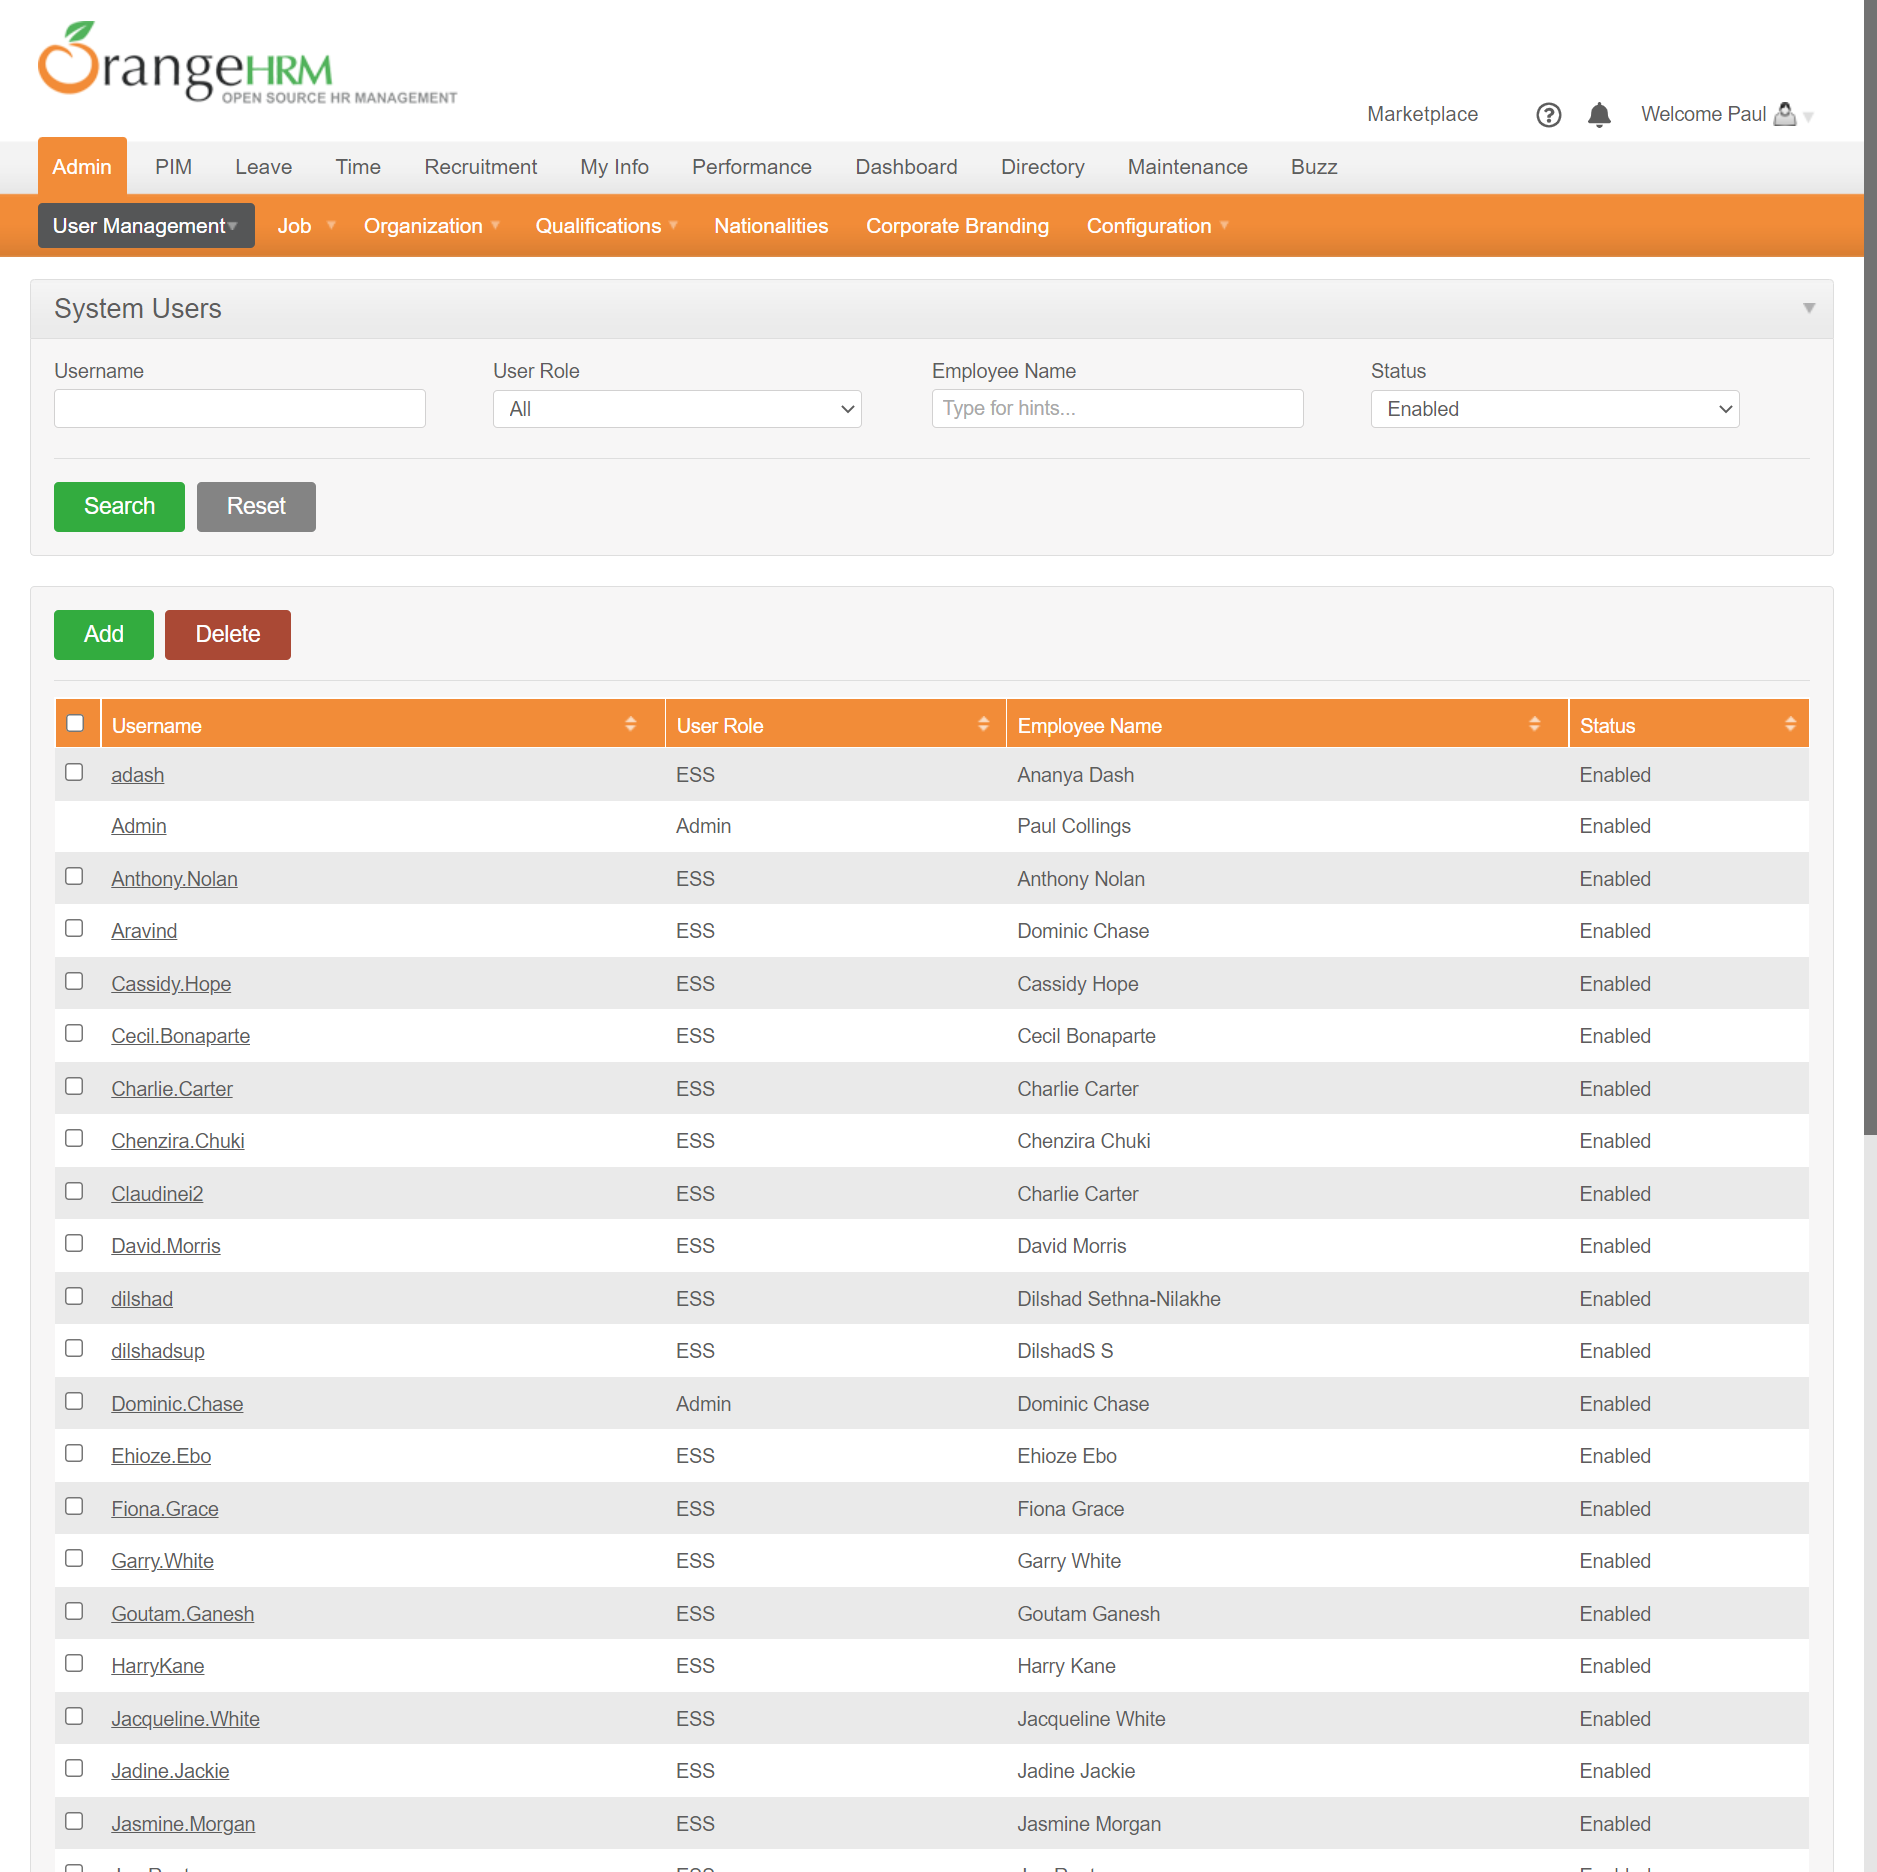 OrangeHRM
OPEN SOURCE HR MANAGEMENT
Marketplace Welcome Paul
Admin PIM Leave Time Recruitment My Info Performance Dashboard Directory Maintenance Buzz
User Management Job Organization Qualifications Nationalities Corporate Branding Configuration
System Users
Username User Role Employee Name Status
All Type for hints... Enabled
Search Reset
Add Delete
Username User Role Employee Name Status
adash ESS Ananya Dash Enabled
Admin Admin Paul Collings Enabled
Anthony.Nolan ESS Anthony Nolan Enabled
Aravind ESS Dominic Chase Enabled
Cassidy.Hope ESS Cassidy Hope Enabled
Cecil.Bonaparte ESS Cecil Bonaparte Enabled
Charlie.Carter ESS Charlie Carter Enabled
Chenzira.Chuki ESS Chenzira Chuki Enabled
Claudinei2 ESS Charlie Carter Enabled
David.Morris ESS David Morris Enabled
dilshad ESS Dilshad Sethna-Nilakhe Enabled
dilshadsup ESS DilshadS S Enabled
Dominic.Chase Admin Dominic Chase Enabled
Ehioze.Ebo ESS Ehioze Ebo Enabled
Fiona.Grace ESS Fiona Grace Enabled
Garry.White ESS Garry White Enabled
Goutam.Ganesh ESS Goutam Ganesh Enabled
HarryKane ESS Harry Kane Enabled
Jacqueline.White ESS Jacqueline White Enabled
Jadine.Jackie ESS Jadine Jackie Enabled
Jasmine.Morgan ESS Jasmine Morgan Enabled